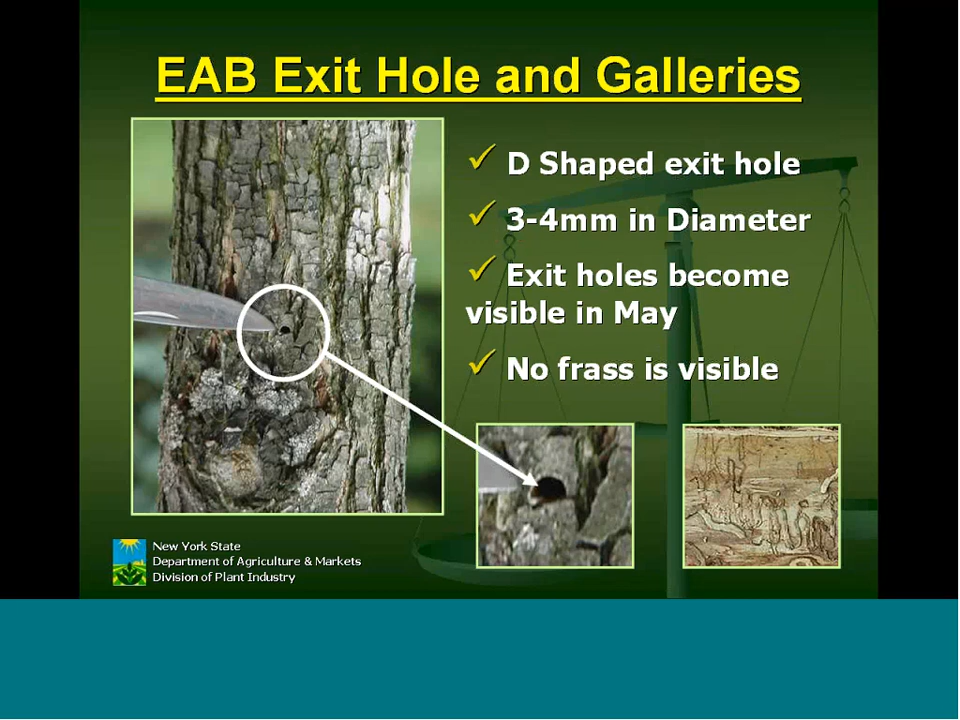 EAB Exit Hole and Galleries
✓ D Shaped exit hole
✓ 3-4mm in Diameter
✓ Exit holes become
visible in May
✓ No frass is visible
New York State
Department of Agriculture & Markets
Division of Plant Industry